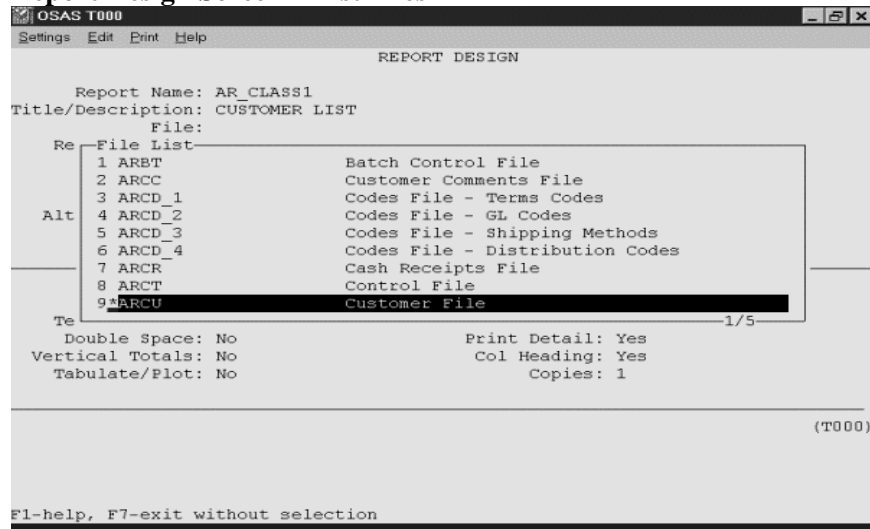 OSAS T000
Settings Edit Print Help
REPORT DESIGN
Report Name: AR_CLASS1
Title/Description: CUSTOMER LIST
File:
Re File List
1 ARBT Batch Control File
2 ARCC Customer Comments File
3 ARCD_1 Codes File - Terms Codes
Alt 4 ARCD_2 Codes File - GL Codes
5 ARCD_3 Codes File - Shipping Methods
6 ARCD_4 Codes File - Distribution Codes
7 ARCR Cash Receipts File
8 ARCT Control File
9*ARCU Customer File
Te 1/5
Double Space: No Print Detail: Yes
Vertical Totals: No Col Heading: Yes
Tabulate/Plot: No Copies: 1
(T000)
F1-help, F7-exit without selection